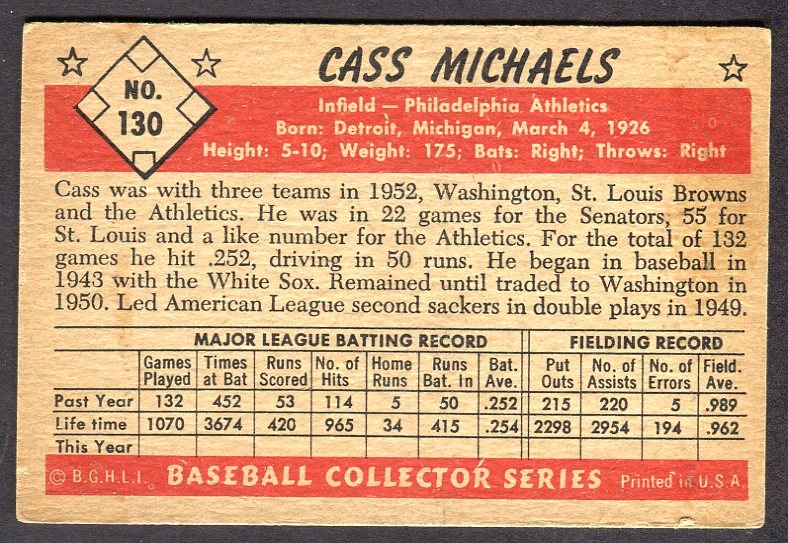 NO.
130
CASS MICHAELS
Infield — Philadelphia Athletics
Born: Detroit, Michigan, March 4, 1926
Height: 5-10; Weight: 175; Bats: Right; Throws: Right
Cass was with three teams in 1952, Washington, St. Louis Browns
and the Athletics. He was in 22 games for the Senators, 55 for
St. Louis and a like number for the Athletics. For the total of 132
games he hit .252, driving in 50 runs. He began in baseball in
1943 with the White Sox. Remained until traded to Washington in
1950. Led American League second sackers in double plays in 1949.
MAJOR LEAGUE BATTING RECORD FIELDING RECORD
Games Times Runs No. of Home Runs Bat. Put No. of No. of Field.
Played at Bat Scored Hits Runs Bat. In Ave. Outs Assists Errors Ave.
Past Year 132 452 53 114 5 50 .252 215 220 5 .989
Life time 1070 3674 420 965 34 415 .254 2298 2954 194 .962
This Year
© B.G.H.L.I. BASEBALL COLLECTOR SERIES Printed in U.S.A.